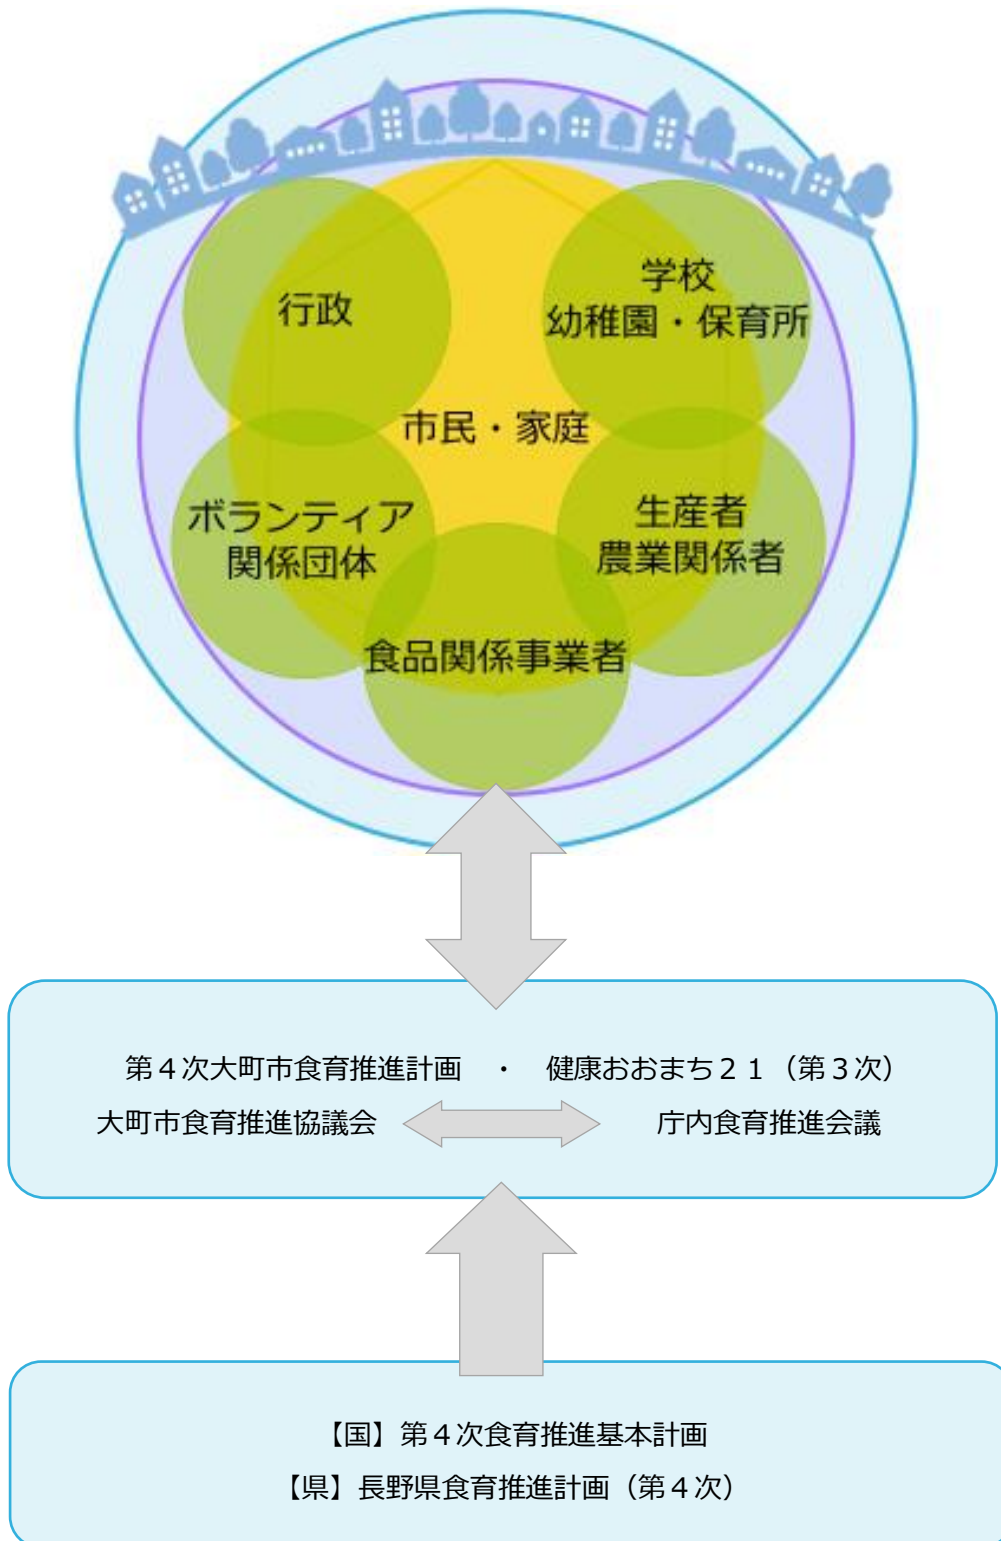 行政
学校
幼稚園・保育所
市民・家庭
ボランティア
関係団体
生産者
農業関係者
食品関係事業者
第４次大町市食育推進計画　・　健康おおまち２１（第３次）
大町市食育推進協議会　庁内食育推進会議
【国】第４次食育推進基本計画
【県】長野県食育推進計画（第４次）